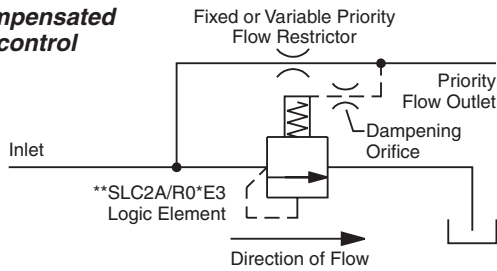 mpensated
control
Fixed or Variable Priority
Flow Restrictor
Priority
Flow Outlet
Dampening
Orifice
Inlet
**SLC2A/R0*E3
Logic Element
Direction of Flow